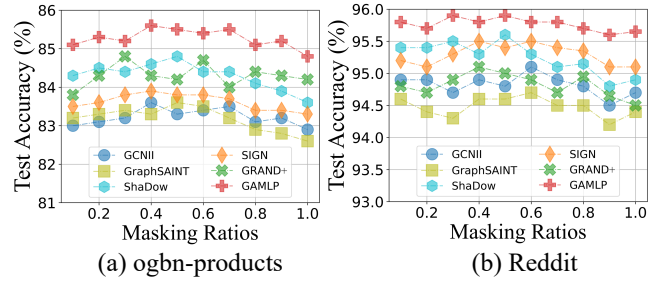 Test Accuracy (%)
86
85
84
83
82
81
0.2 0.4 0.6 0.8 1.0
Masking Ratios
GCNII
GraphSAINT
ShaDow
SIGN
GRAND+
GAMLP
(a) ogbn-products
Test Accuracy (%)
96.0
95.5
95.0
94.5
94.0
93.5
93.0
0.2 0.4 0.6 0.8 1.0
Masking Ratios
GCNII
GraphSAINT
ShaDow
SIGN
GRAND+
GAMLP
(b) Reddit